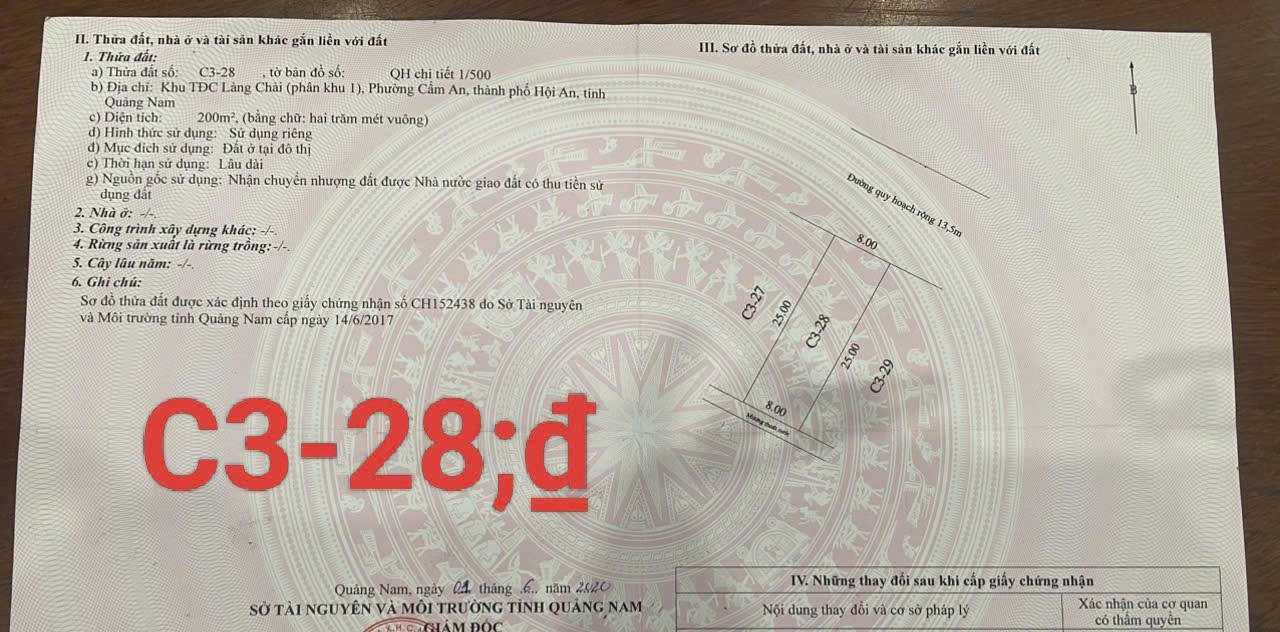 II. Thửa đất, nhà ở và tài sản khác gắn liền với đất
1. Thửa đất:
a) Thửa đất số: C3-28 , tờ bản đồ số: QH chi tiết 1/500
b) Địa chỉ: Khu TĐC Làng Chài (phân khu 1), Phường Cẩm An, thành phố Hội An, tỉnh
Quảng Nam
c) Diện tích: 200m², (bằng chữ: hai trăm mét vuông)
d) Hình thức sử dụng: Sử dụng riêng
đ) Mục đích sử dụng: Đất ở tại đô thị
e) Thời hạn sử dụng: Lâu dài
g) Nguồn gốc sử dụng: Nhận chuyển nhượng đất được Nhà nước giao đất có thu tiền sử
dụng đất
2. Nhà ở: -/-.
3. Công trình xây dựng khác: -/-.
4. Rừng sản xuất là rừng trồng: -/-.
5. Cây lâu năm: -/-.
6. Ghi chú:
Sơ đồ thửa đất được xác định theo giấy chứng nhận số CH152438 do Sở Tài nguyên
và Môi trường tỉnh Quảng Nam cấp ngày 14/6/2017
C3-28;₫
Quảng Nam, ngày 01 tháng 6 năm 2020
SỞ TÀI NGUYÊN VÀ MÔI TRƯỜNG TỈNH QUẢNG NAM
GIÁM ĐỐC
III. Sơ đồ thửa đất, nhà ở và tài sản khác gắn liền với đất
B
Đường quy hoạch rộng 13,5m
8.00
C3-27
25.00
C3-28
25.00
C3-29
8.00
Mương thoát nước
IV. Những thay đổi sau khi cấp giấy chứng nhận
Nội dung thay đổi và cơ sở pháp lý
Xác nhận của cơ quan
có thẩm quyền